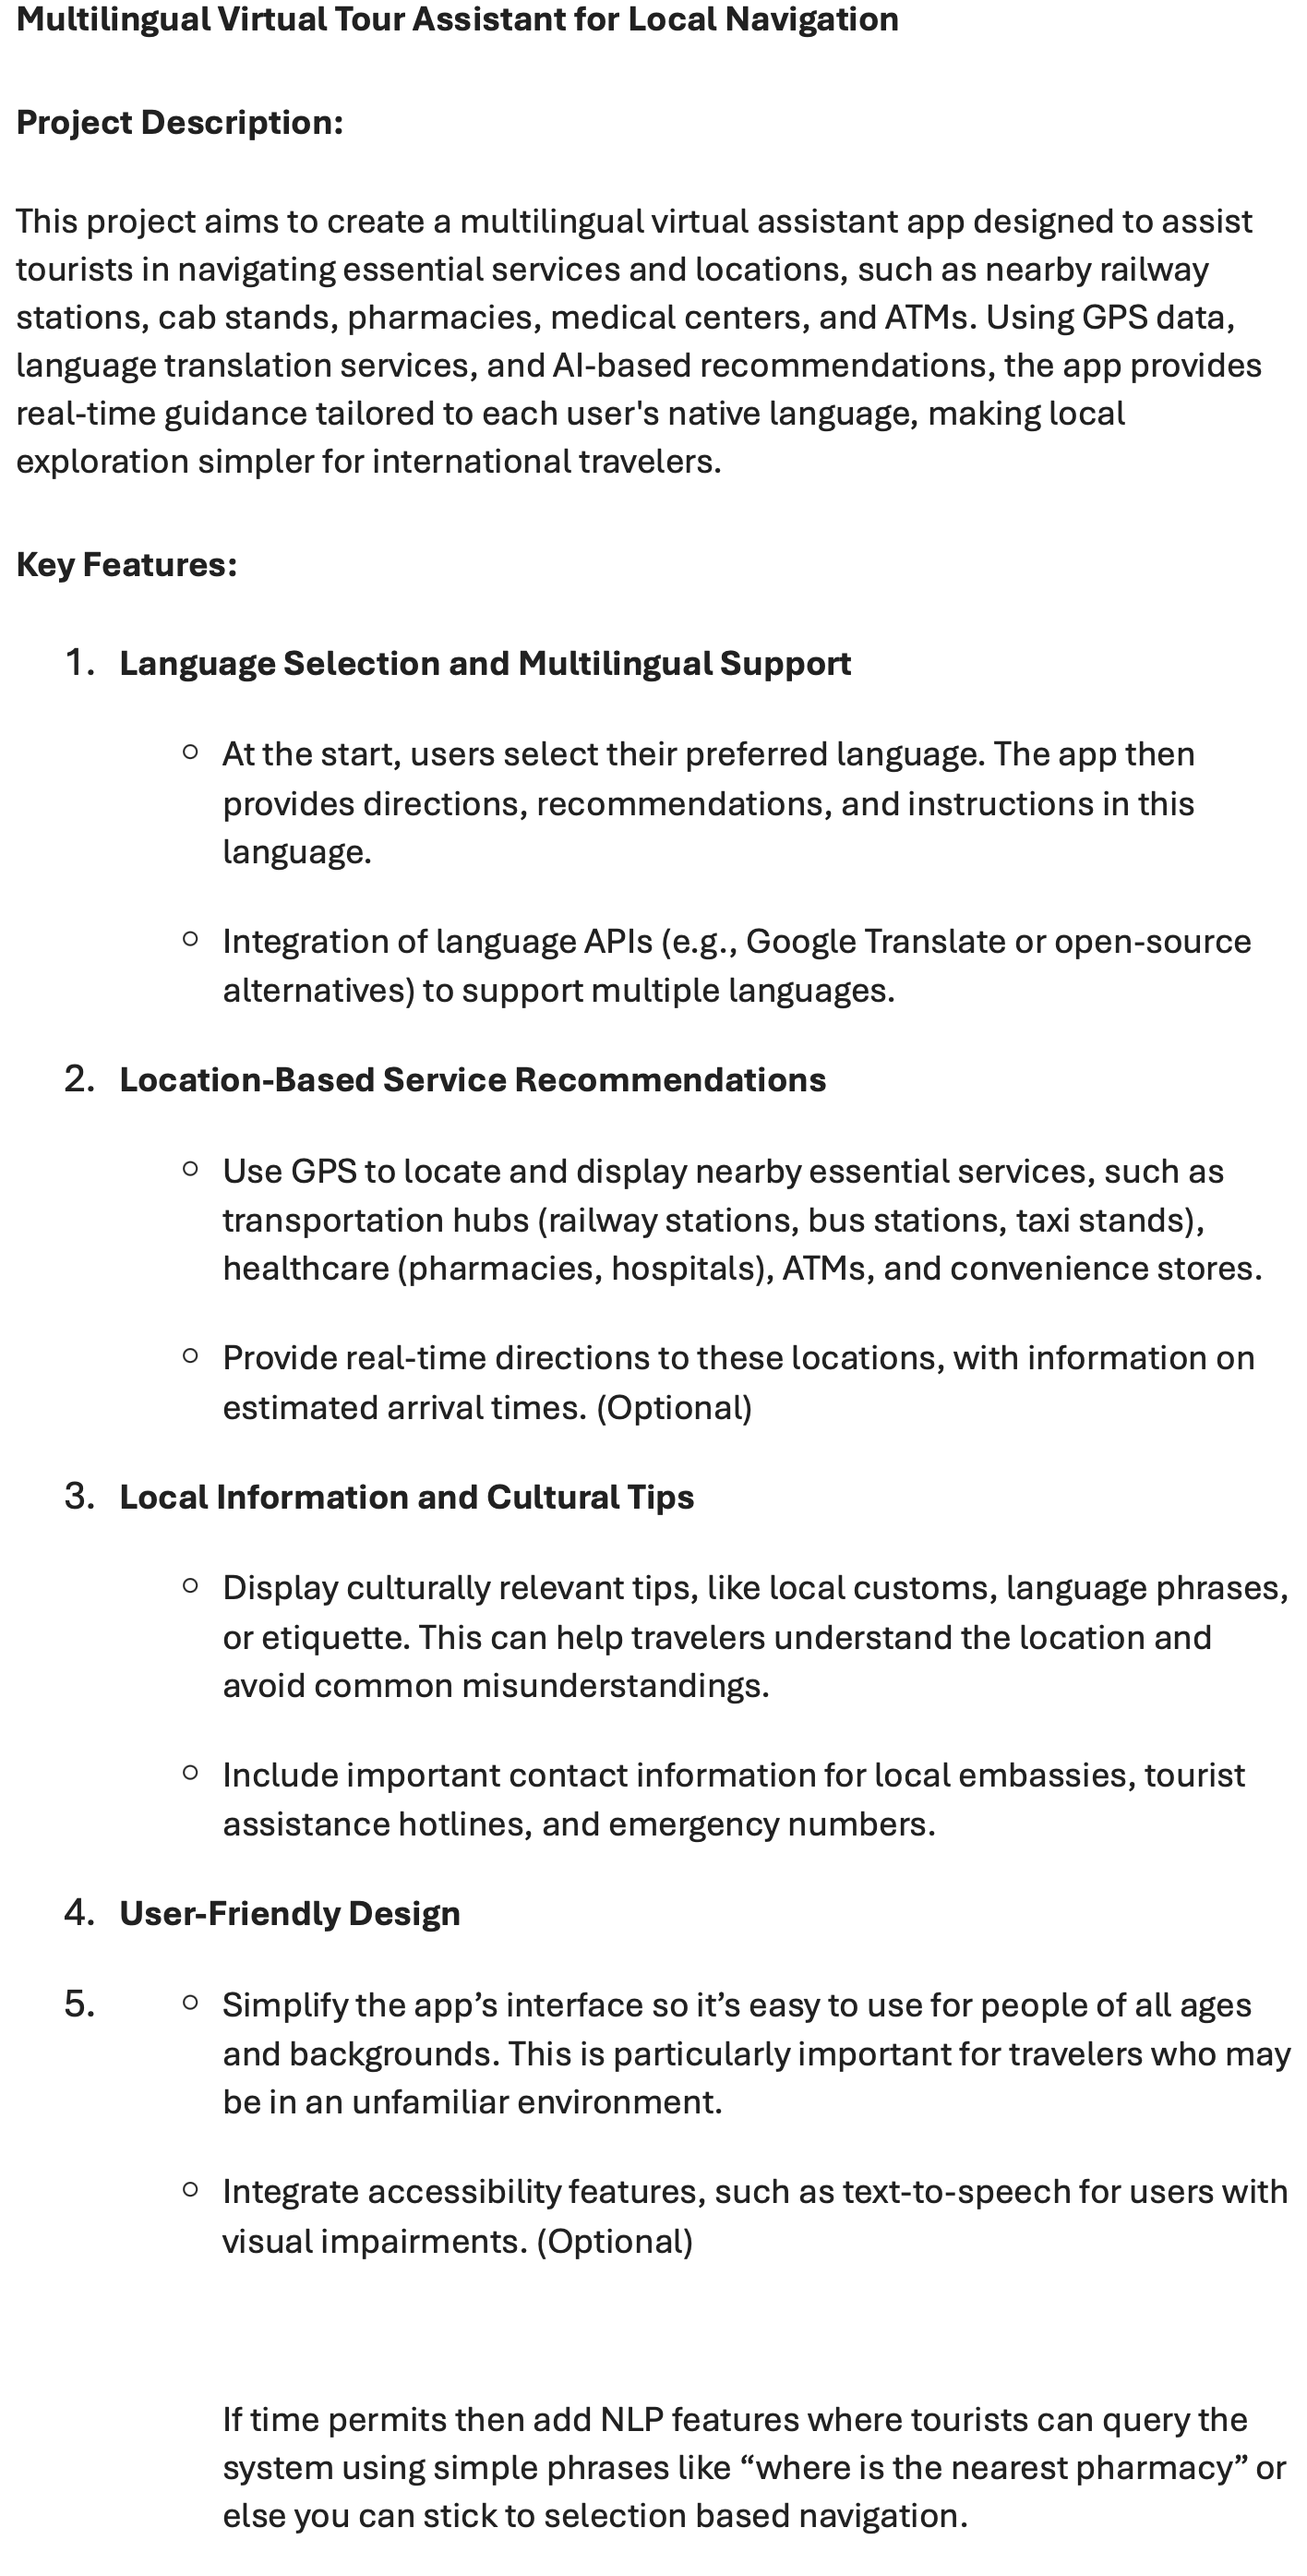 Multilingual Virtual Tour Assistant for Local Navigation
Project Description:
This project aims to create a multilingual virtual assistant app designed to assist
tourists in navigating essential services and locations, such as nearby railway
stations, cab stands, pharmacies, medical centers, and ATMs. Using GPS data,
language translation services, and AI-based recommendations, the app provides
real-time guidance tailored to each user's native language, making local
exploration simpler for international travelers.
Key Features:
1. Language Selection and Multilingual Support
○ At the start, users select their preferred language. The app then
provides directions, recommendations, and instructions in this
language.
○ Integration of language APIs (e.g., Google Translate or open-source
alternatives) to support multiple languages.
2. Location-Based Service Recommendations
○ Use GPS to locate and display nearby essential services, such as
transportation hubs (railway stations, bus stations, taxi stands),
healthcare (pharmacies, hospitals), ATMs, and convenience stores.
○ Provide real-time directions to these locations, with information on
estimated arrival times. (Optional)
3. Local Information and Cultural Tips
○ Display culturally relevant tips, like local customs, language phrases,
or etiquette. This can help travelers understand the location and
avoid common misunderstandings.
○ Include important contact information for local embassies, tourist
assistance hotlines, and emergency numbers.
4. User-Friendly Design
5. ○ Simplify the app’s interface so it’s easy to use for people of all ages
and backgrounds. This is particularly important for travelers who may
be in an unfamiliar environment.
○ Integrate accessibility features, such as text-to-speech for users with
visual impairments. (Optional)
If time permits then add NLP features where tourists can query the
system using simple phrases like “where is the nearest pharmacy” or
else you can stick to selection based navigation.